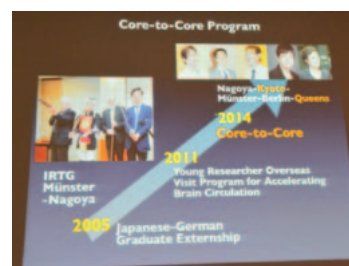 Core-to-Core Program
Nagoya-Kyoto-
Münster-Berlin-Queens
2014
Core-to-Core
2011
Young Researcher Overseas
Visit Program for Accelerating
Brain Circulation
IRTG
Münster
-Nagoya
2005 Japanese-German
Graduate Externship